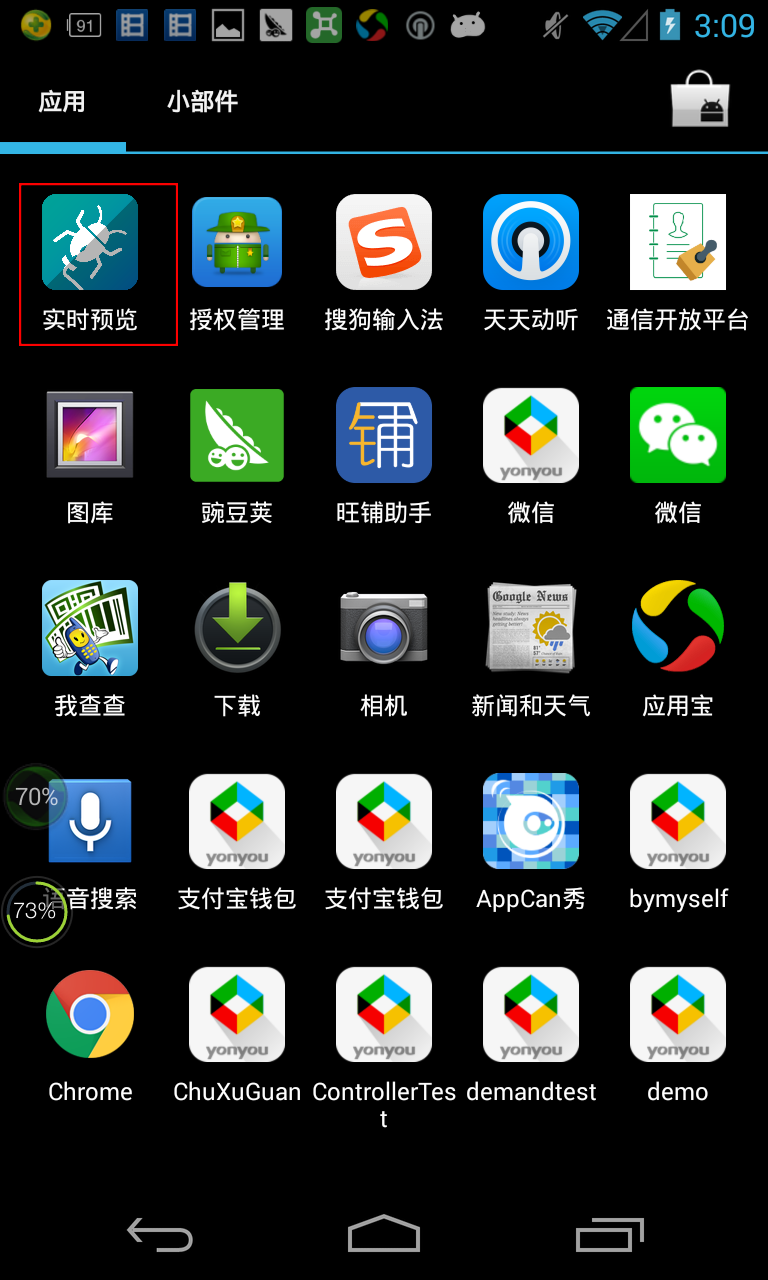 91
3:09
应用
小部件
实时预览
授权管理
搜狗输入法
天天动听
通信开放平台
S
铺
yonyou
图库
豌豆荚
旺铺助手
微信
微信
Google News
我查查
下载
相机
新闻和天气
应用宝
70%
yonyou
yonyou
yonyou
73%
语音搜索
支付宝钱包
支付宝钱包
AppCan秀
bymyself
yonyou
yonyou
yonyou
yonyou
Chrome
ChuXuGuan
ControllerTes
t
demandtest
demo